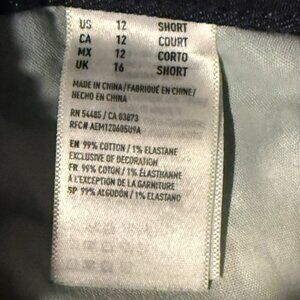 US 12 SHORT
CA 12 COURT
MX 12 CORTO
UK 16 SHORT
MADE IN CHINA/FABRIQUÉ EN CHINE/
HECHO EN CHINA
RN 54485 / CA 03873
RFC# AEM120605U9A
EN 99% COTTON / 1% ELASTANE
EXCLUSIVE OF DECORATION
FR 99% COTON / 1% ÉLASTHANNE
À L'EXCEPTION DE LA GARNITURE
SP 99% ALGODÓN / 1% ELASTANO